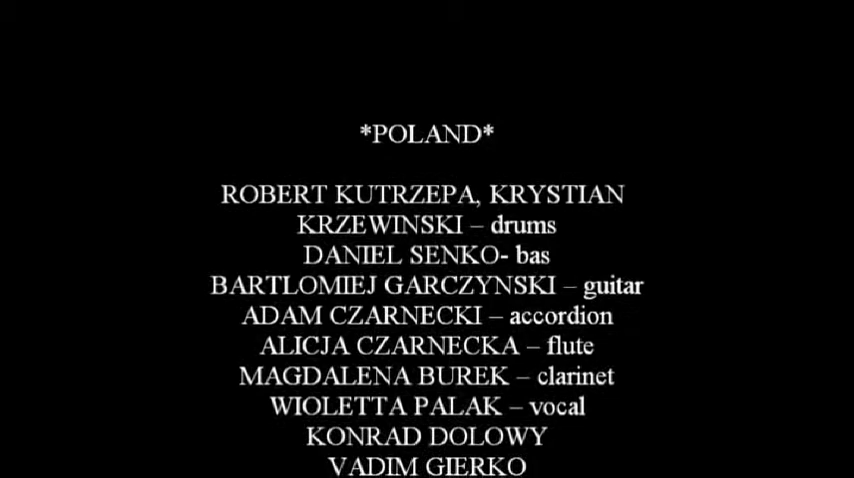 *POLAND*
ROBERT KUTRZEPA, KRYSTIAN
KRZEWINSKI – drums
DANIEL SENKO- bas
BARTLOMIEJ GARCZYNSKI – guitar
ADAM CZARNECKI – accordion
ALICJA CZARNECKA – flute
MAGDALENA BUREK – clarinet
WIOLETTA PALAK – vocal
KONRAD DOLOWY
VADIM GIERKO